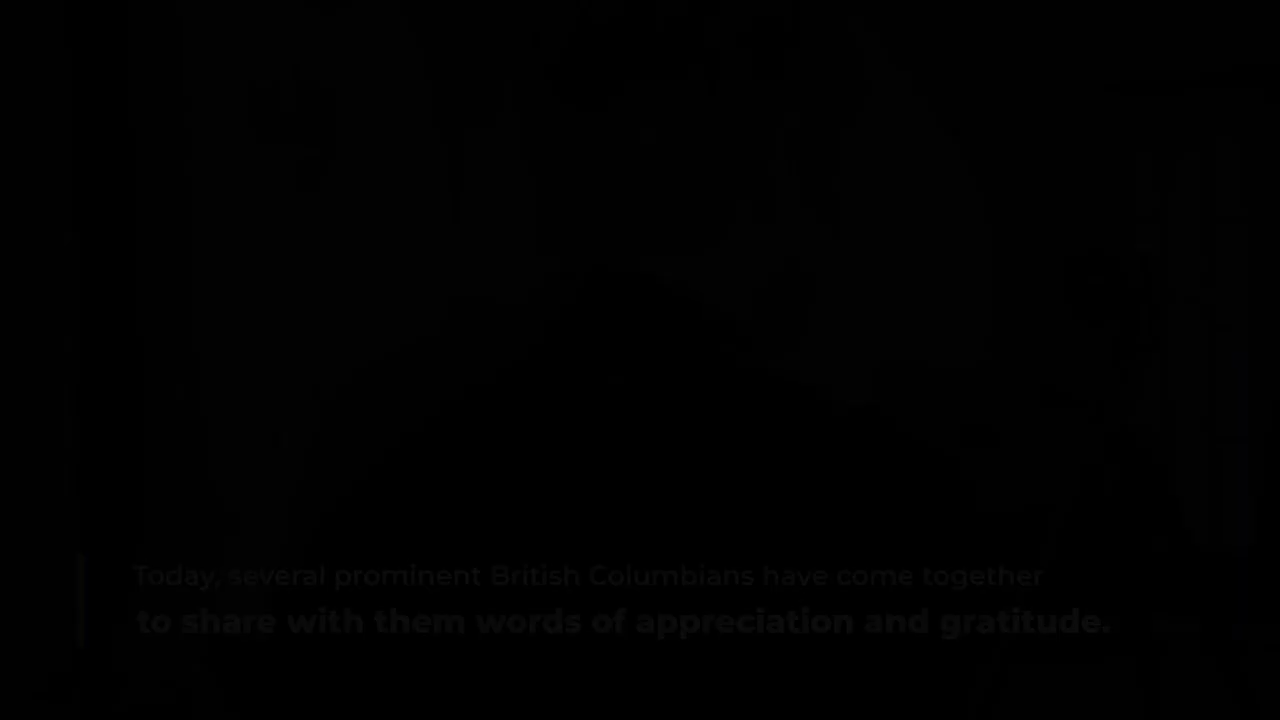 Today, several prominent British Columbians have come together
to share with them words of appreciation and gratitude.